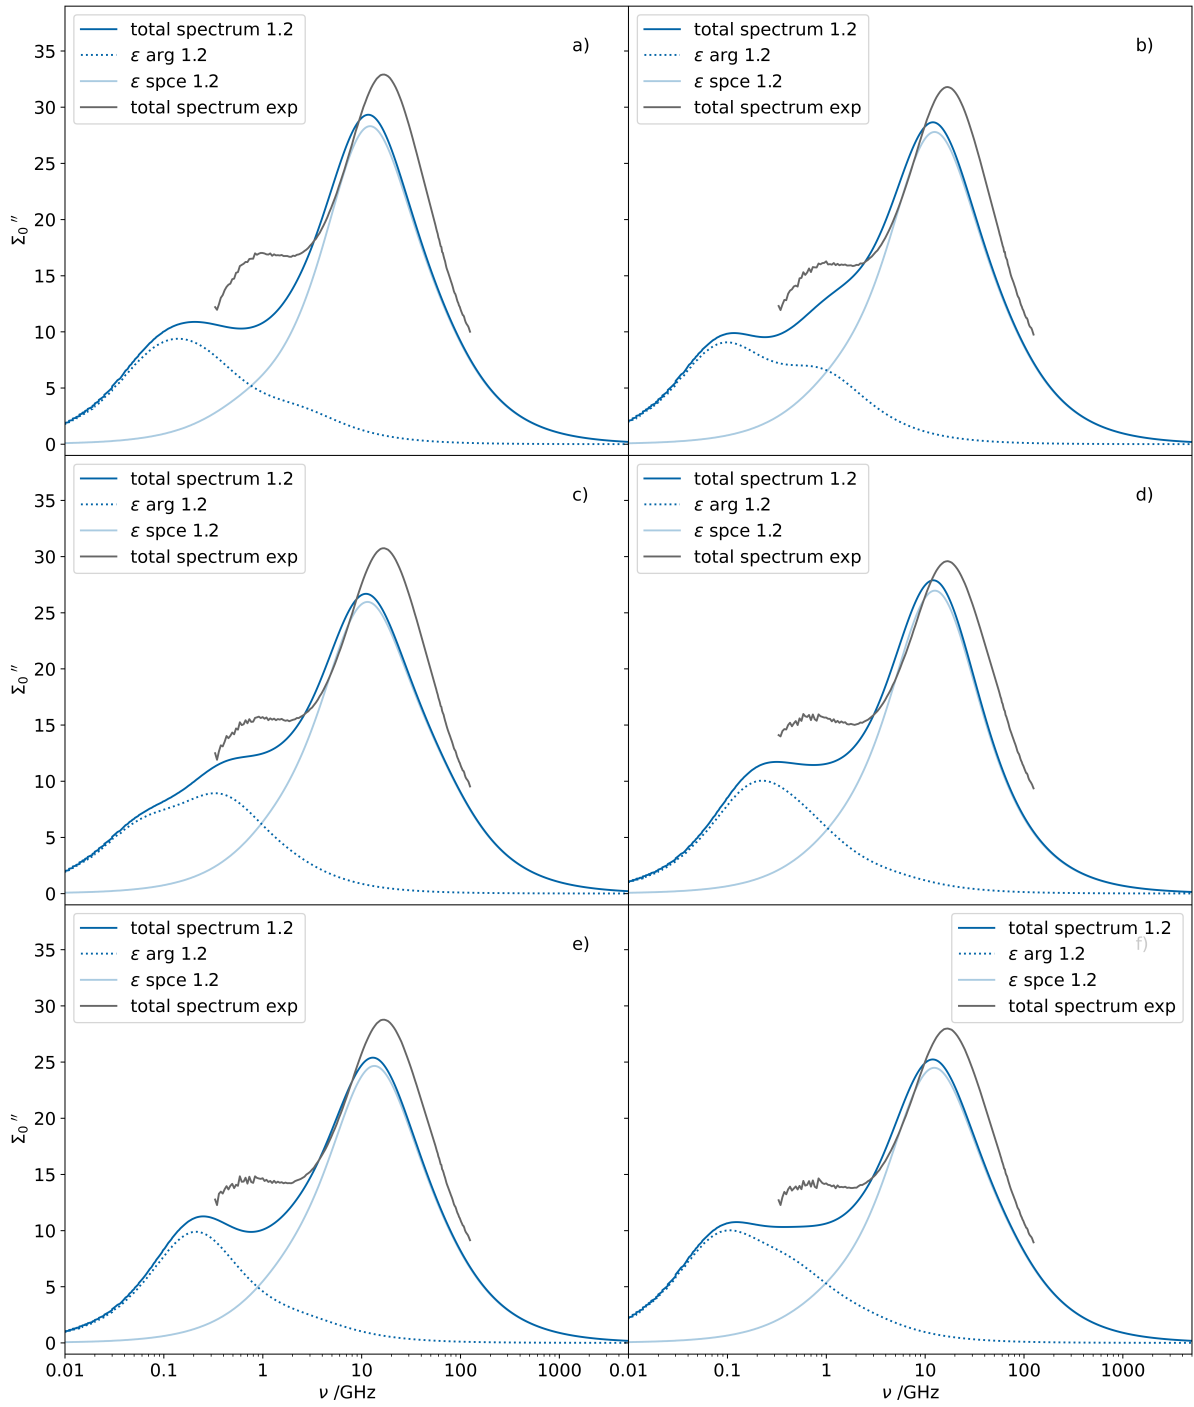 total spectrum 1.2
ε arg 1.2
ε spce 1.2
total spectrum exp
a)
35
30
25
20
15
10
5
0
Σ₀″
total spectrum 1.2
ε arg 1.2
ε spce 1.2
total spectrum exp
b)
total spectrum 1.2
ε arg 1.2
ε spce 1.2
total spectrum exp
c)
35
30
25
20
15
10
5
0
Σ₀″
total spectrum 1.2
ε arg 1.2
ε spce 1.2
total spectrum exp
d)
total spectrum 1.2
ε arg 1.2
ε spce 1.2
total spectrum exp
e)
35
30
25
20
15
10
5
0
Σ₀″
0.01 0.1 1 10 100 1000
ν /GHz
total spectrum 1.2
ε arg 1.2
ε spce 1.2
total spectrum exp
f)
0.01 0.1 1 10 100 1000
ν /GHz